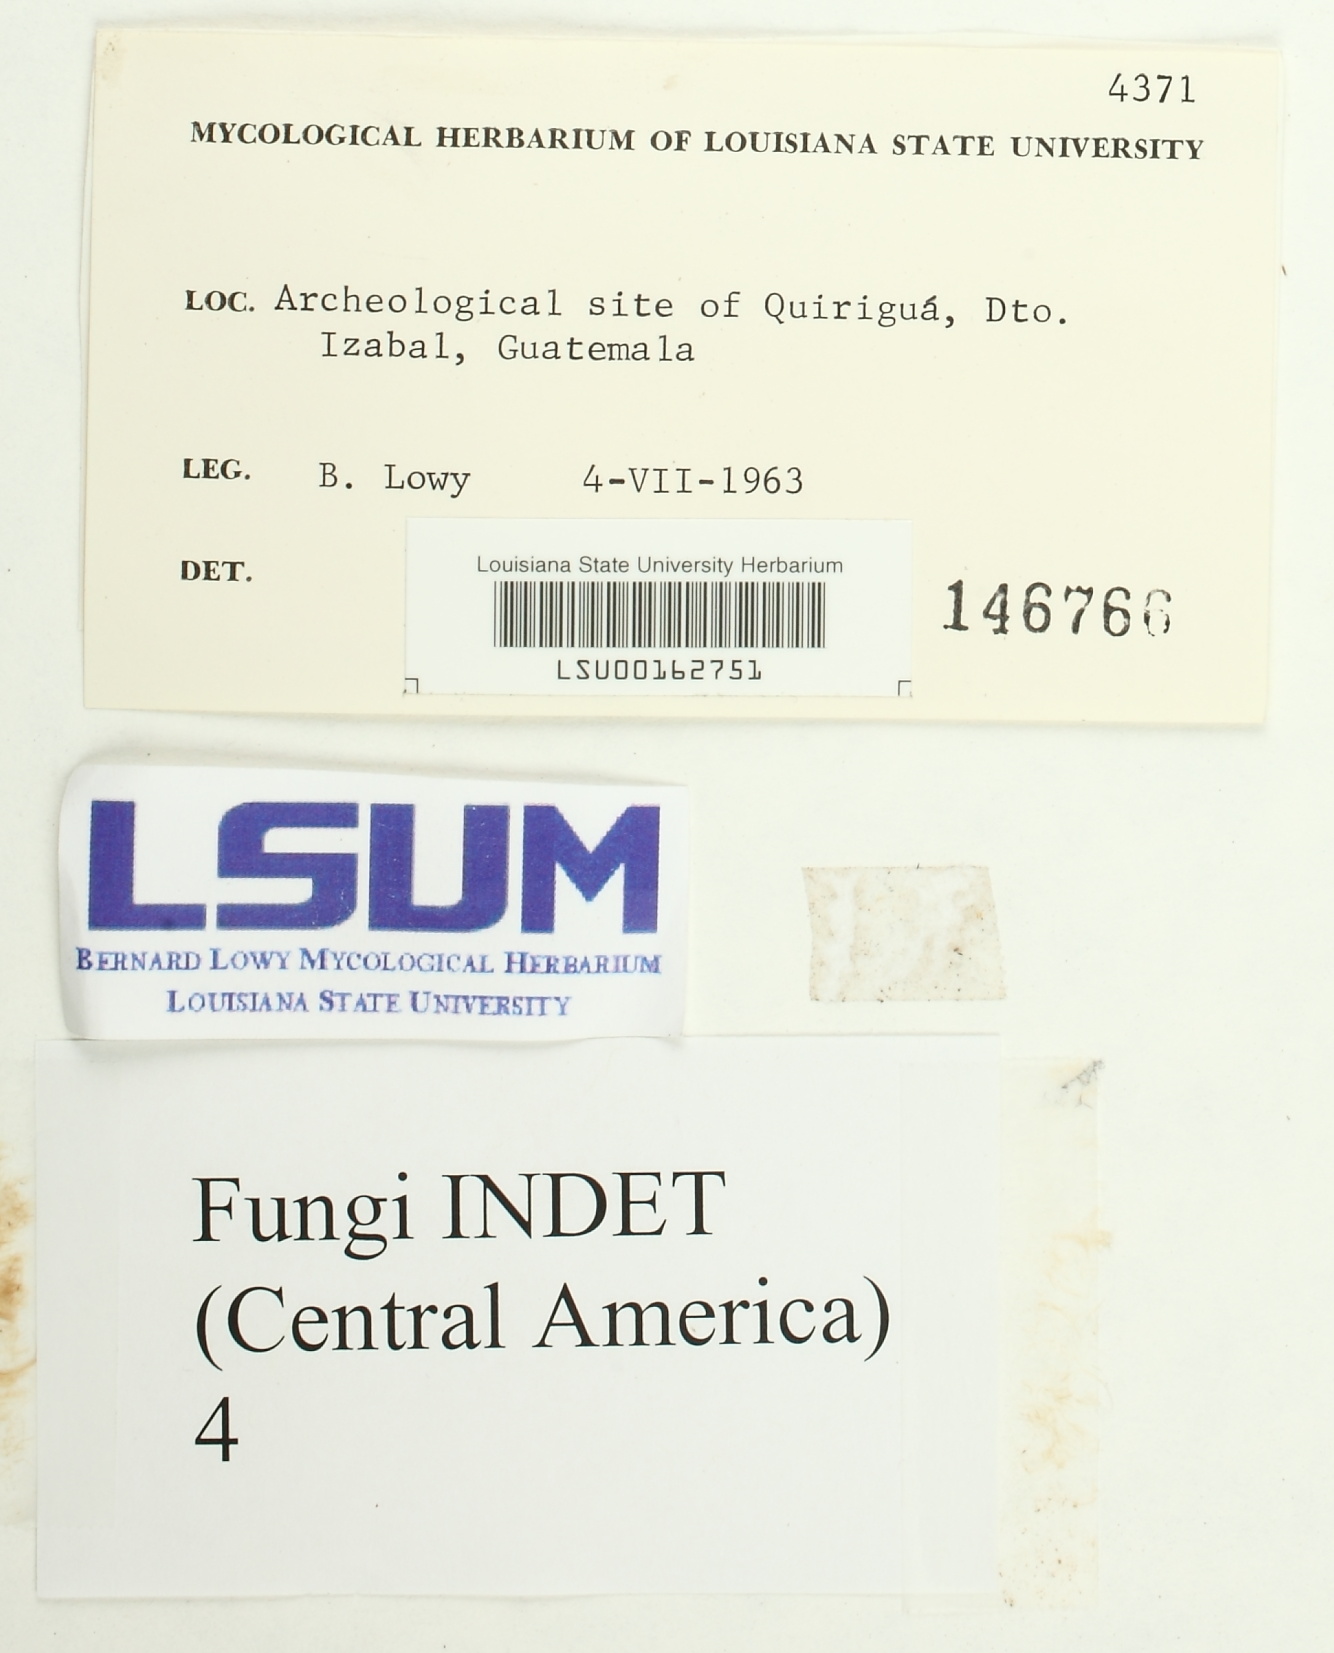 4371
MYCOLOGICAL HERBARIUM OF LOUISIANA STATE UNIVERSITY
LOC. Archeological site of Quiriguá, Dto.
Izabal, Guatemala
LEG. B. Lowy 4-VII-1963
DET.
Louisiana State University Herbarium
LSU00162751
146766
LSUM
BERNARD LOWY MYCOLOGICAL HERBARIUM
LOUISIANA STATE UNIVERSITY
Fungi INDET
(Central America)
4